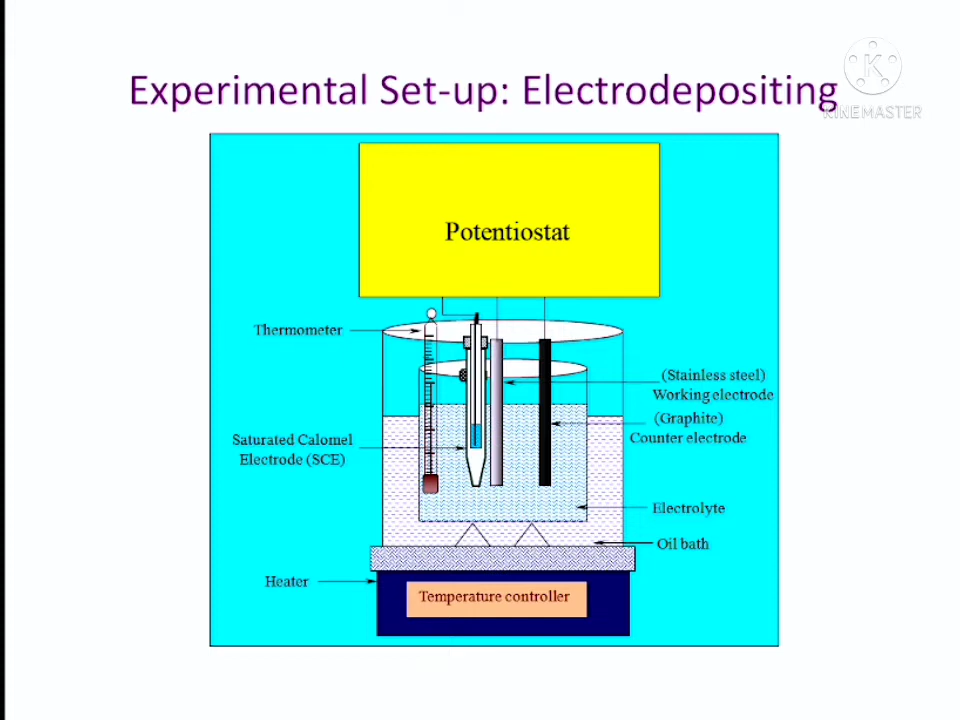 Experimental Set-up: Electrodepositing
K
KINEMASTER
Potentiostat
Thermometer
(Stainless steel)
Working electrode
(Graphite)
Counter electrode
Saturated Calomel
Electrode (SCE)
Electrolyte
Oil bath
Heater
Temperature controller